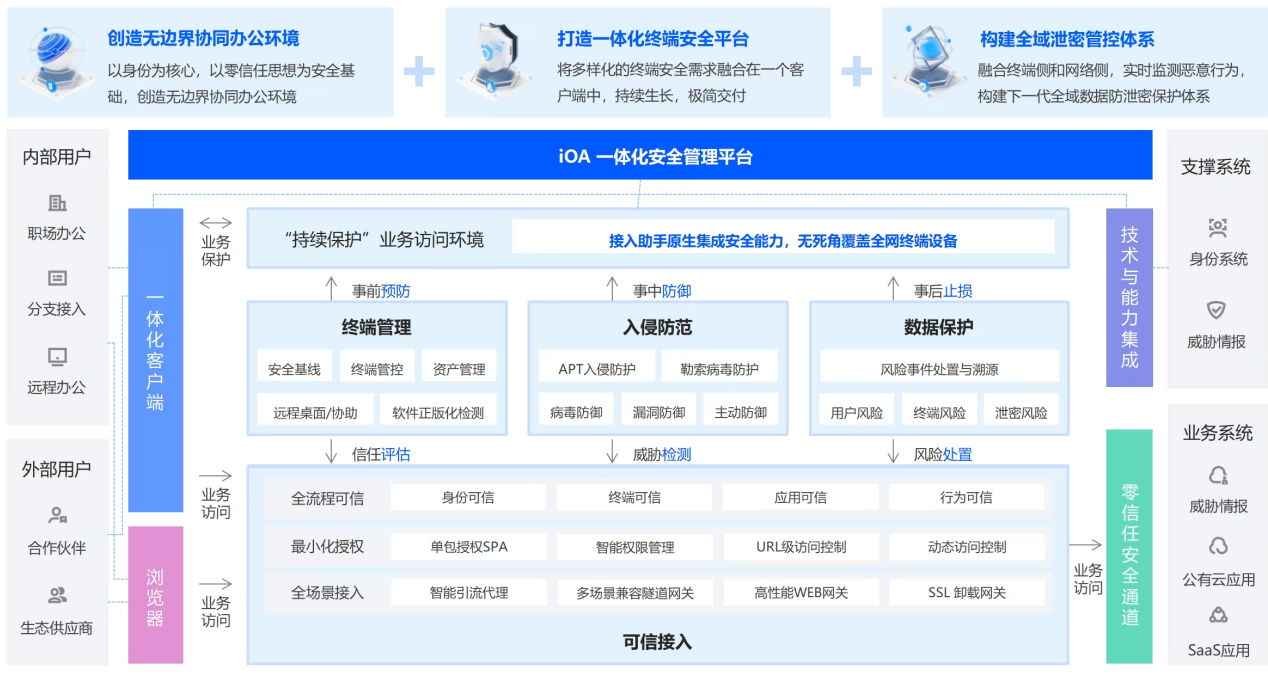 创造无边界协同办公环境
以身份为核心，以零信任思想为安全基
础，创造无边界协同办公环境
打造一体化终端安全平台
将多样化的终端安全需求融合在一个客
户端中，持续生长，极简交付
构建全域泄密管控体系
融合终端侧和网络侧，实时监测恶意行为，
构建下一代全域数据防泄密保护体系
iOA 一体化安全管理平台
内部用户
职场办公
分支接入
远程办公
外部用户
合作伙伴
生态供应商
一体化客户端
浏览器
业务
保护
业务
访问
业务
访问
“持续保护”业务访问环境
接入助手原生集成安全能力，无死角覆盖全网终端设备
事前预防
事中防御
事后止损
终端管理
安全基线
终端管控
资产管理
远程桌面/协助
软件正版化检测
入侵防范
APT入侵防护
勒索病毒防护
病毒防御
漏洞防御
主动防御
数据保护
风险事件处置与溯源
用户风险
终端风险
泄密风险
信任评估
威胁检测
风险处置
全流程可信
身份可信
终端可信
应用可信
行为可信
最小化授权
单包授权SPA
智能权限管理
URL级访问控制
动态访问控制
全场景接入
智能引流代理
多场景兼容隧道网关
高性能WEB网关
SSL 卸载网关
可信接入
业务
访问
技术与能力集成
零信任安全通道
支撑系统
身份系统
威胁情报
业务系统
威胁情报
公有云应用
SaaS应用